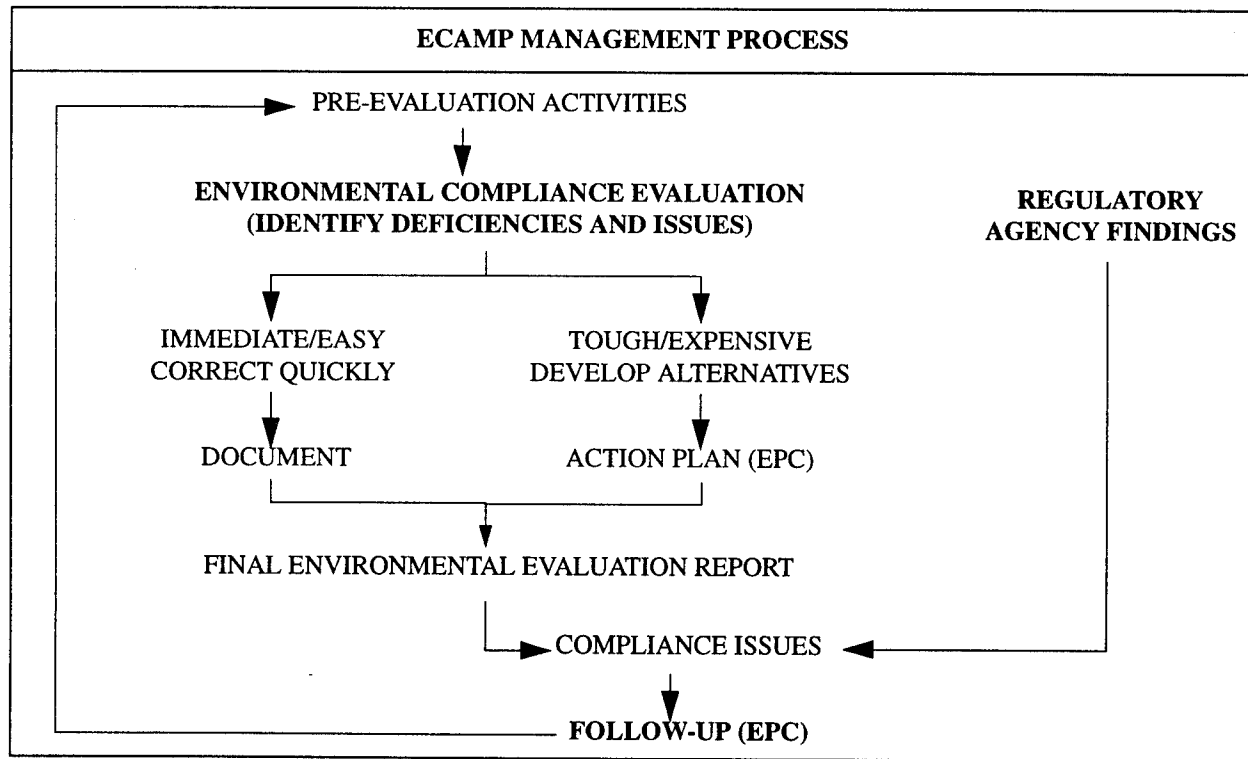 ECAMP MANAGEMENT PROCESS
PRE-EVALUATION ACTIVITIES
ENVIRONMENTAL COMPLIANCE EVALUATION
(IDENTIFY DEFICIENCIES AND ISSUES)
REGULATORY
AGENCY FINDINGS
IMMEDIATE/EASY
CORRECT QUICKLY
TOUGH/EXPENSIVE
DEVELOP ALTERNATIVES
DOCUMENT
ACTION PLAN (EPC)
FINAL ENVIRONMENTAL EVALUATION REPORT
COMPLIANCE ISSUES
FOLLOW-UP (EPC)